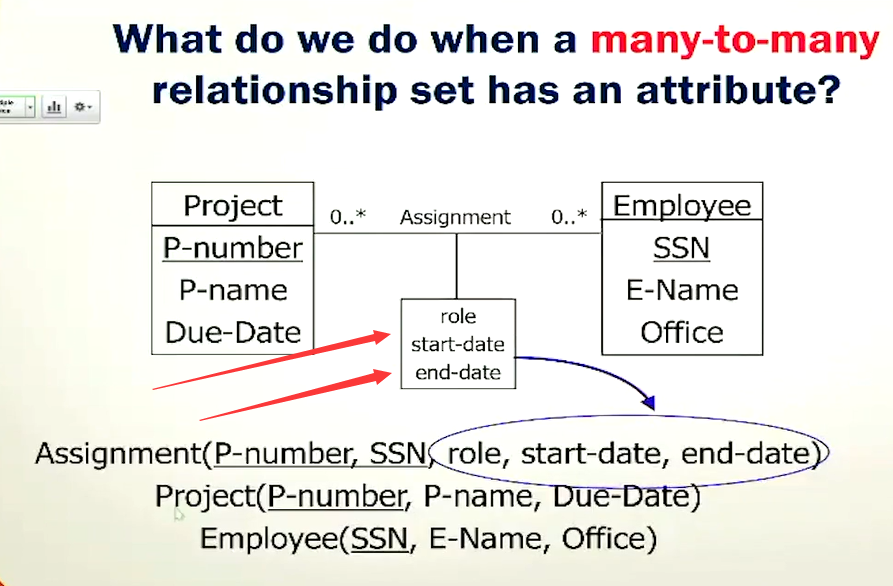 What do we do when a many-to-many
relationship set has an attribute?
Project
0..*
Assignment
0..*
Employee
P-number
P-name
Due-Date
SSN
E-Name
Office
role
start-date
end-date
Assignment(P-number, SSN, role, start-date, end-date)
Project(P-number, P-name, Due-Date)
Employee(SSN, E-Name, Office)